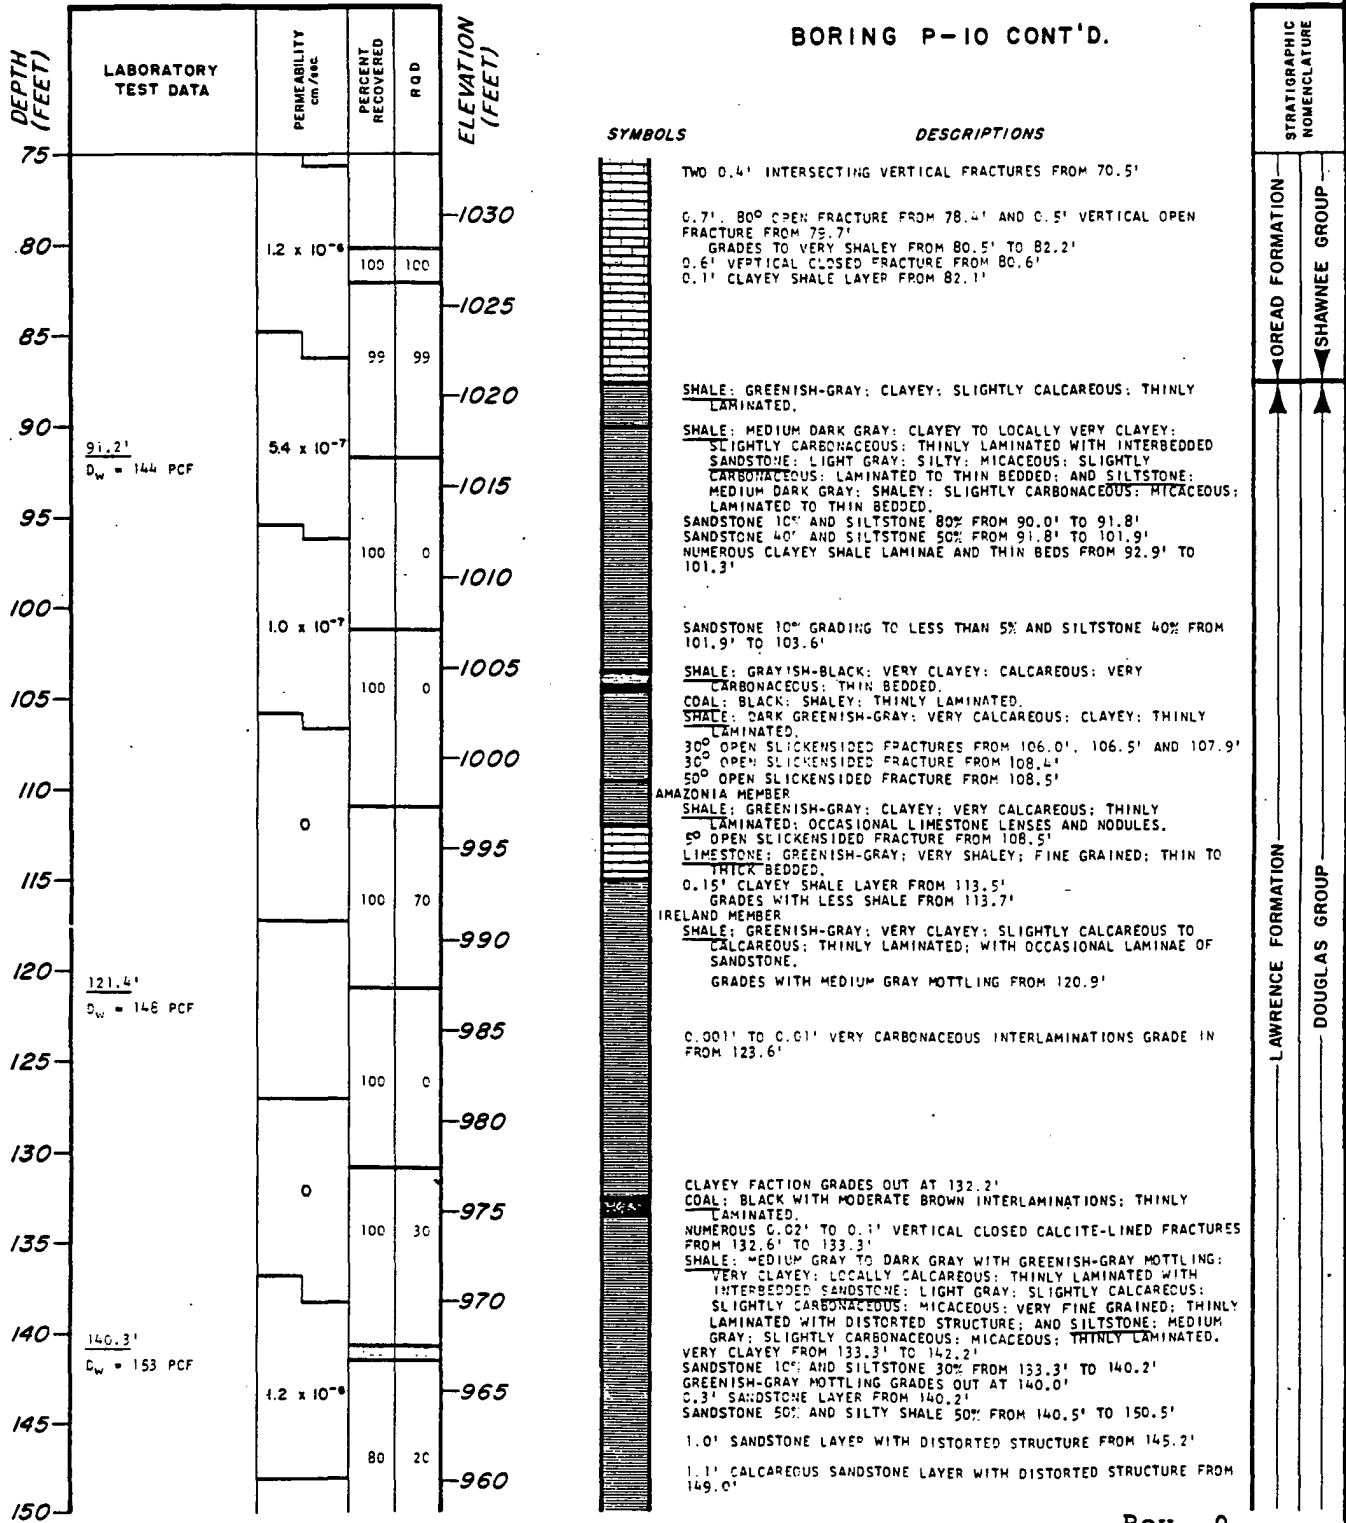 BORING P-10 CONT'D.
DEPTH (FEET)
LABORATORY TEST DATA
PERMEABILITY cm/sec.
PERCENT RECOVERED
RQD
ELEVATION (FEET)
SYMBOLS
DESCRIPTIONS
STRATIGRAPHIC NOMENCLATURE
75
80
85
90
95
100
105
110
115
120
125
130
135
140
145
150
91.2'
Dw = 144 PCF
121.4'
Dw = 148 PCF
140.3'
Dw = 153 PCF
1.2 x 10-6
5.4 x 10-7
1.0 x 10-7
0
0
1.2 x 10-6
100 100
99 99
100 0
100 0
100 70
100 0
100 30
80 20
1030
1025
1020
1015
1010
1005
1000
995
990
985
980
975
970
965
960
TWO 0.4' INTERSECTING VERTICAL FRACTURES FROM 70.5'
0.7', 80° OPEN FRACTURE FROM 78.4' AND 0.5' VERTICAL OPEN
FRACTURE FROM 79.7'
GRADES TO VERY SHALEY FROM 80.5' TO 82.2'
0.6' VERTICAL CLOSED FRACTURE FROM 80.6'
0.1' CLAYEY SHALE LAYER FROM 82.1'
SHALE: GREENISH-GRAY; CLAYEY; SLIGHTLY CALCAREOUS; THINLY
LAMINATED.
SHALE: MEDIUM DARK GRAY; CLAYEY TO LOCALLY VERY CLAYEY;
SLIGHTLY CARBONACEOUS; THINLY LAMINATED WITH INTERBEDDED
SANDSTONE: LIGHT GRAY; SILTY; MICACEOUS; SLIGHTLY
CARBONACEOUS; LAMINATED TO THIN BEDDED; AND SILTSTONE:
MEDIUM DARK GRAY; SHALEY; SLIGHTLY CARBONACEOUS; MICACEOUS;
LAMINATED TO THIN BEDDED.
SANDSTONE 10% AND SILTSTONE 80% FROM 90.0' TO 91.8'
SANDSTONE 40% AND SILTSTONE 50% FROM 91.8' TO 101.9'
NUMEROUS CLAYEY SHALE LAMINAE AND THIN BEDS FROM 92.9' TO
101.3'
SANDSTONE 10% GRADING TO LESS THAN 5% AND SILTSTONE 40% FROM
101.9' TO 103.6'
SHALE: GRAYISH-BLACK; VERY CLAYEY; CALCAREOUS; VERY
CARBONACEOUS; THIN BEDDED.
COAL: BLACK; SHALEY; THINLY LAMINATED.
SHALE: DARK GREENISH-GRAY; VERY CALCAREOUS; CLAYEY; THINLY
LAMINATED.
30° OPEN SLICKENSIDED FRACTURES FROM 106.0', 106.5' AND 107.9'
30° OPEN SLICKENSIDED FRACTURE FROM 108.4'
50° OPEN SLICKENSIDED FRACTURE FROM 108.5'
AMAZONIA MEMBER
SHALE: GREENISH-GRAY; CLAYEY; VERY CALCAREOUS; THINLY
LAMINATED; OCCASIONAL LIMESTONE LENSES AND NODULES.
5° OPEN SLICKENSIDED FRACTURE FROM 108.5'
LIMESTONE: GREENISH-GRAY; VERY SHALEY; FINE GRAINED; THIN TO
THICK BEDDED.
0.15' CLAYEY SHALE LAYER FROM 113.5'
GRADES WITH LESS SHALE FROM 113.7'
IRELAND MEMBER
SHALE: GREENISH-GRAY; VERY CLAYEY; SLIGHTLY CALCAREOUS TO
CALCAREOUS; THINLY LAMINATED; WITH OCCASIONAL LAMINAE OF
SANDSTONE.
GRADES WITH MEDIUM GRAY MOTTLING FROM 120.9'
0.001' TO 0.01' VERY CARBONACEOUS INTERLAMINATIONS GRADE IN
FROM 123.6'
CLAYEY FACTION GRADES OUT AT 132.2'
COAL: BLACK WITH MODERATE BROWN INTERLAMINATIONS; THINLY
LAMINATED.
NUMEROUS 0.02' TO 0.1' VERTICAL CLOSED CALCITE-LINED FRACTURES
FROM 132.6' TO 133.3'
SHALE: MEDIUM GRAY TO DARK GRAY WITH GREENISH-GRAY MOTTLING;
VERY CLAYEY; LOCALLY CALCAREOUS; THINLY LAMINATED WITH
INTERBEDDED SANDSTONE: LIGHT GRAY; SLIGHTLY CALCAREOUS;
SLIGHTLY CARBONACEOUS; MICACEOUS; VERY FINE GRAINED; THINLY
LAMINATED WITH DISTORTED STRUCTURE; AND SILTSTONE: MEDIUM
GRAY; SLIGHTLY CARBONACEOUS; MICACEOUS; THINLY LAMINATED.
VERY CLAYEY FROM 133.3' TO 142.2'
SANDSTONE 10% AND SILTSTONE 30% FROM 133.3' TO 140.2'
GREENISH-GRAY MOTTLING GRADES OUT AT 140.0'
0.3' SANDSTONE LAYER FROM 140.2'
SANDSTONE 50% AND SILTY SHALE 50% FROM 140.5' TO 150.5'
1.0' SANDSTONE LAYER WITH DISTORTED STRUCTURE FROM 145.2'
1.1' CALCAREOUS SANDSTONE LAYER WITH DISTORTED STRUCTURE FROM
149.0'
OREAD FORMATION
SHAWNEE GROUP
LAWRENCE FORMATION
DOUGLAS GROUP
Rev. 0